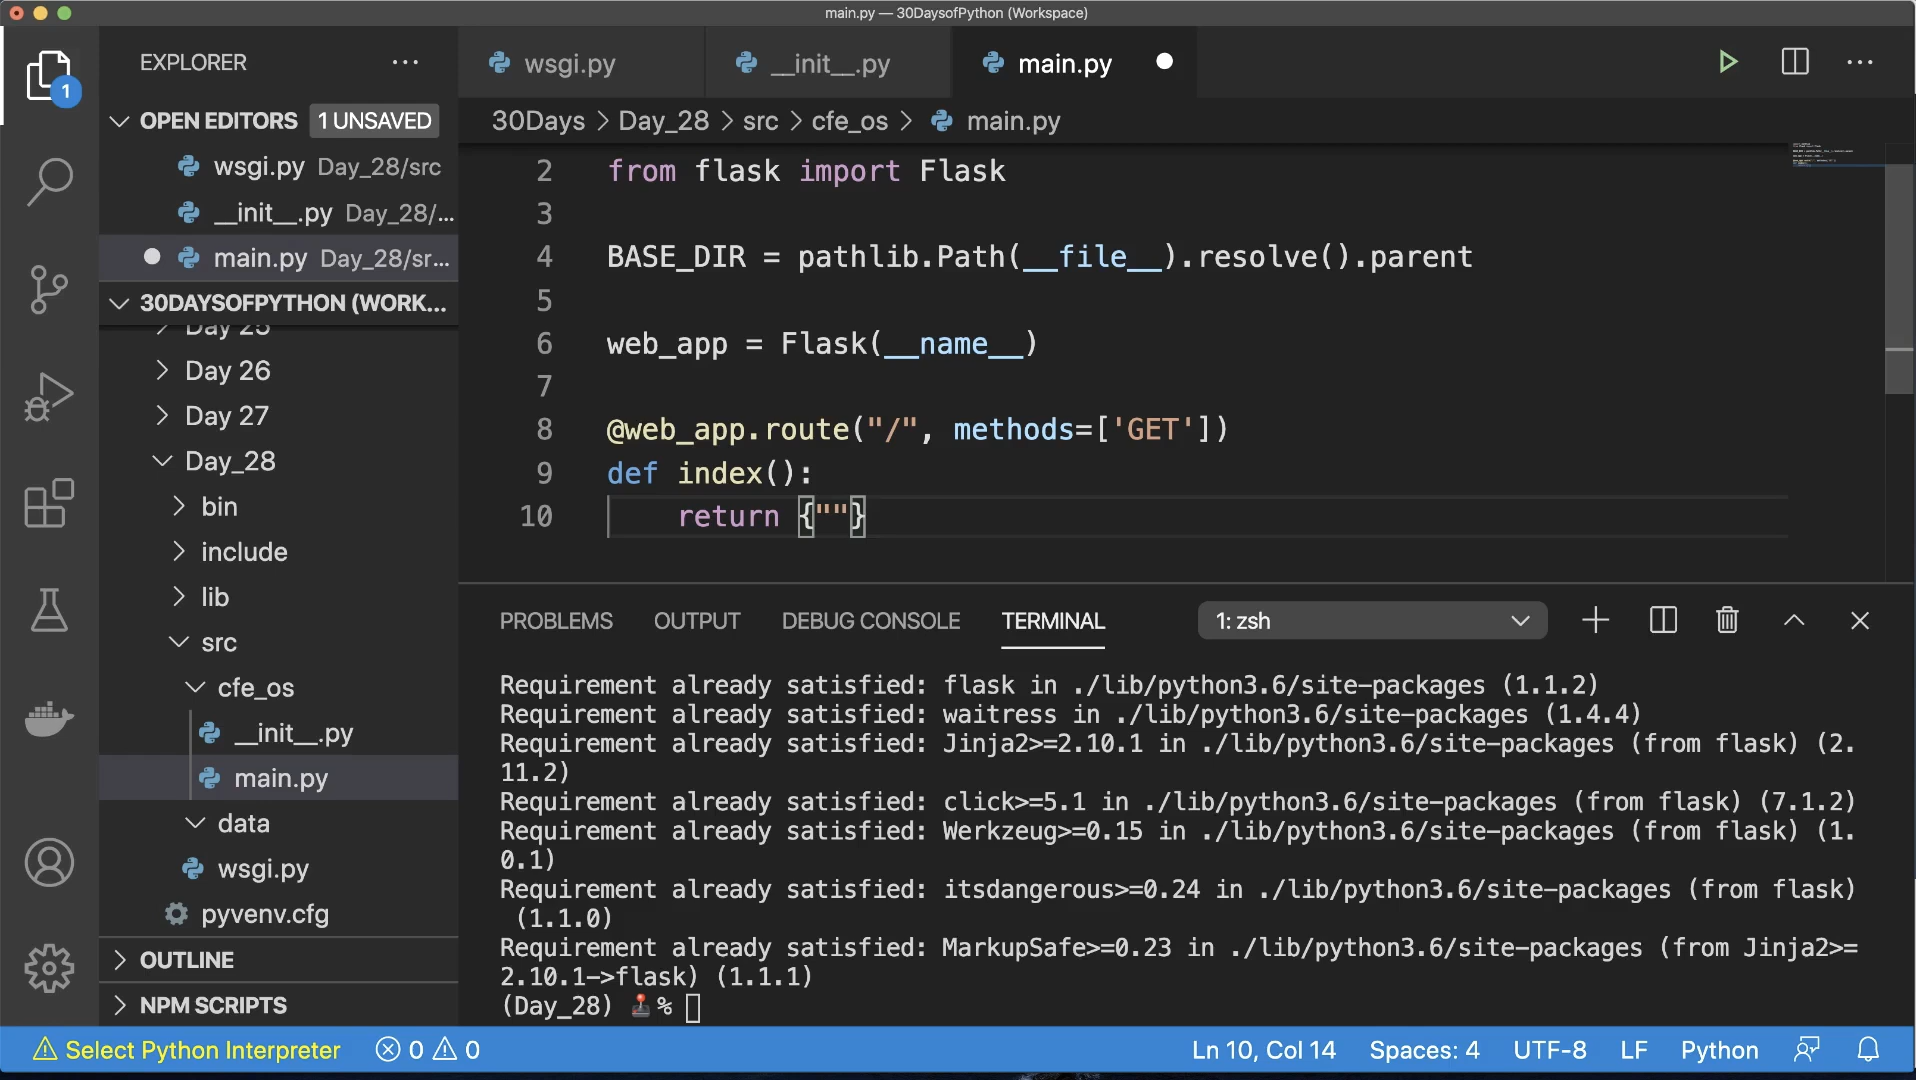 main.py — 30DaysofPython (Workspace)
EXPLORER
wsgi.py
__init__.py
main.py
1
OPEN EDITORS
1 UNSAVED
30Days > Day_28 > src > cfe_os > main.py
wsgi.py Day_28/src
__init__.py Day_28/...
main.py Day_28/sr...
30DAYSOFPYTHON (WORK...
Day 25
Day 26
Day 27
Day_28
bin
include
lib
src
cfe_os
__init__.py
main.py
data
wsgi.py
pyvenv.cfg
OUTLINE
NPM SCRIPTS
2 from flask import Flask
3
4 BASE_DIR = pathlib.Path(__file__).resolve().parent
5
6 web_app = Flask(__name__)
7
8 @web_app.route("/", methods=['GET'])
9 def index():
10 return {""}
PROBLEMS OUTPUT DEBUG CONSOLE TERMINAL
1: zsh
Requirement already satisfied: flask in ./lib/python3.6/site-packages (1.1.2)
Requirement already satisfied: waitress in ./lib/python3.6/site-packages (1.4.4)
Requirement already satisfied: Jinja2>=2.10.1 in ./lib/python3.6/site-packages (from flask) (2.
11.2)
Requirement already satisfied: click>=5.1 in ./lib/python3.6/site-packages (from flask) (7.1.2)
Requirement already satisfied: Werkzeug>=0.15 in ./lib/python3.6/site-packages (from flask) (1.
0.1)
Requirement already satisfied: itsdangerous>=0.24 in ./lib/python3.6/site-packages (from flask)
(1.1.0)
Requirement already satisfied: MarkupSafe>=0.23 in ./lib/python3.6/site-packages (from Jinja2>=
2.10.1->flask) (1.1.1)
(Day_28) 🕹️ %
Select Python Interpreter
0
0
Ln 10, Col 14
Spaces: 4
UTF-8
LF
Python